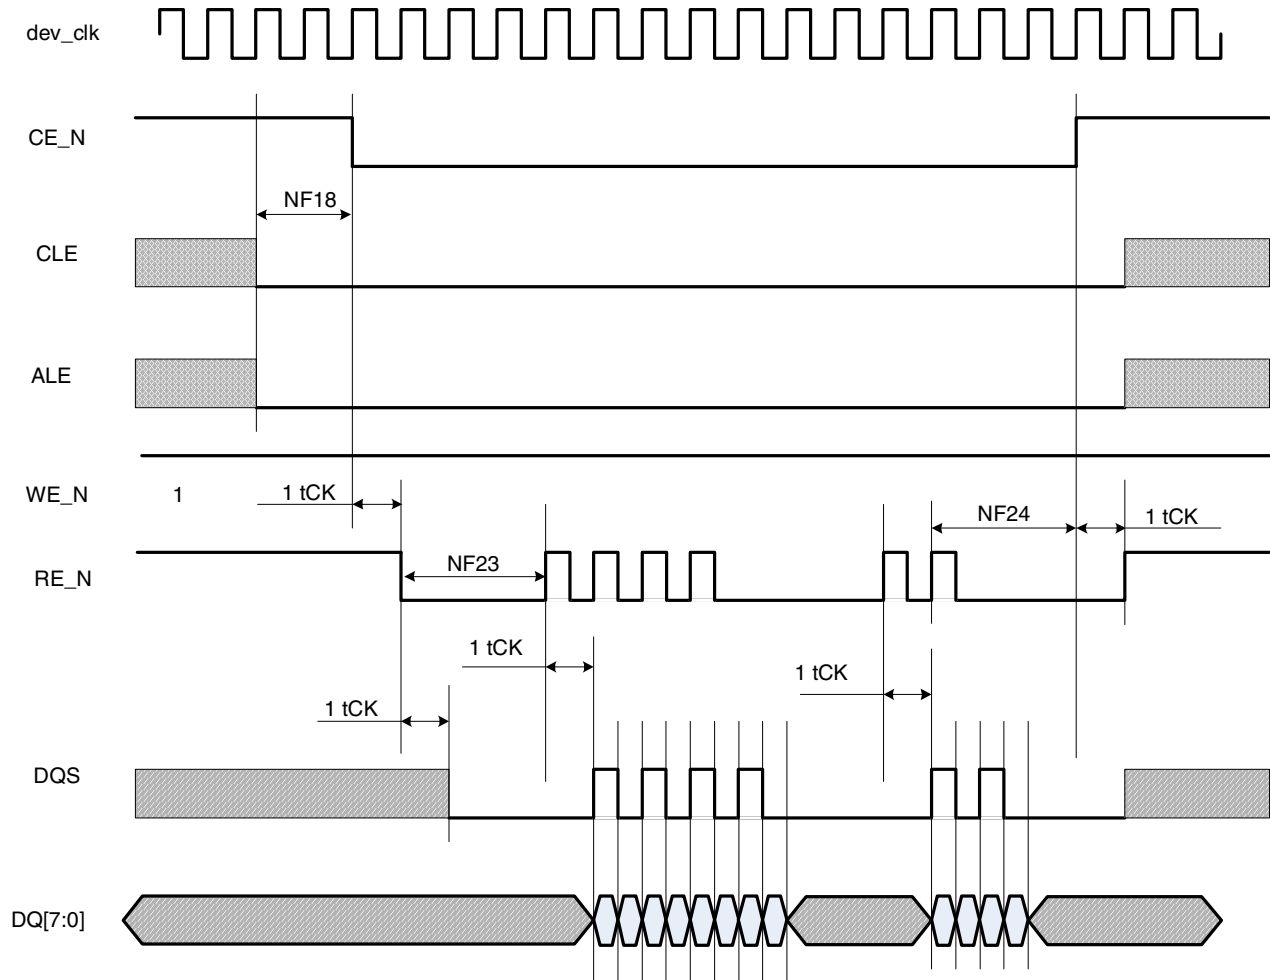 dev_clk
CE_N
NF18
CLE
ALE
WE_N 1 1 tCK NF24 1 tCK
RE_N NF23
1 tCK 1 tCK
1 tCK
DQS
DQ[7:0]